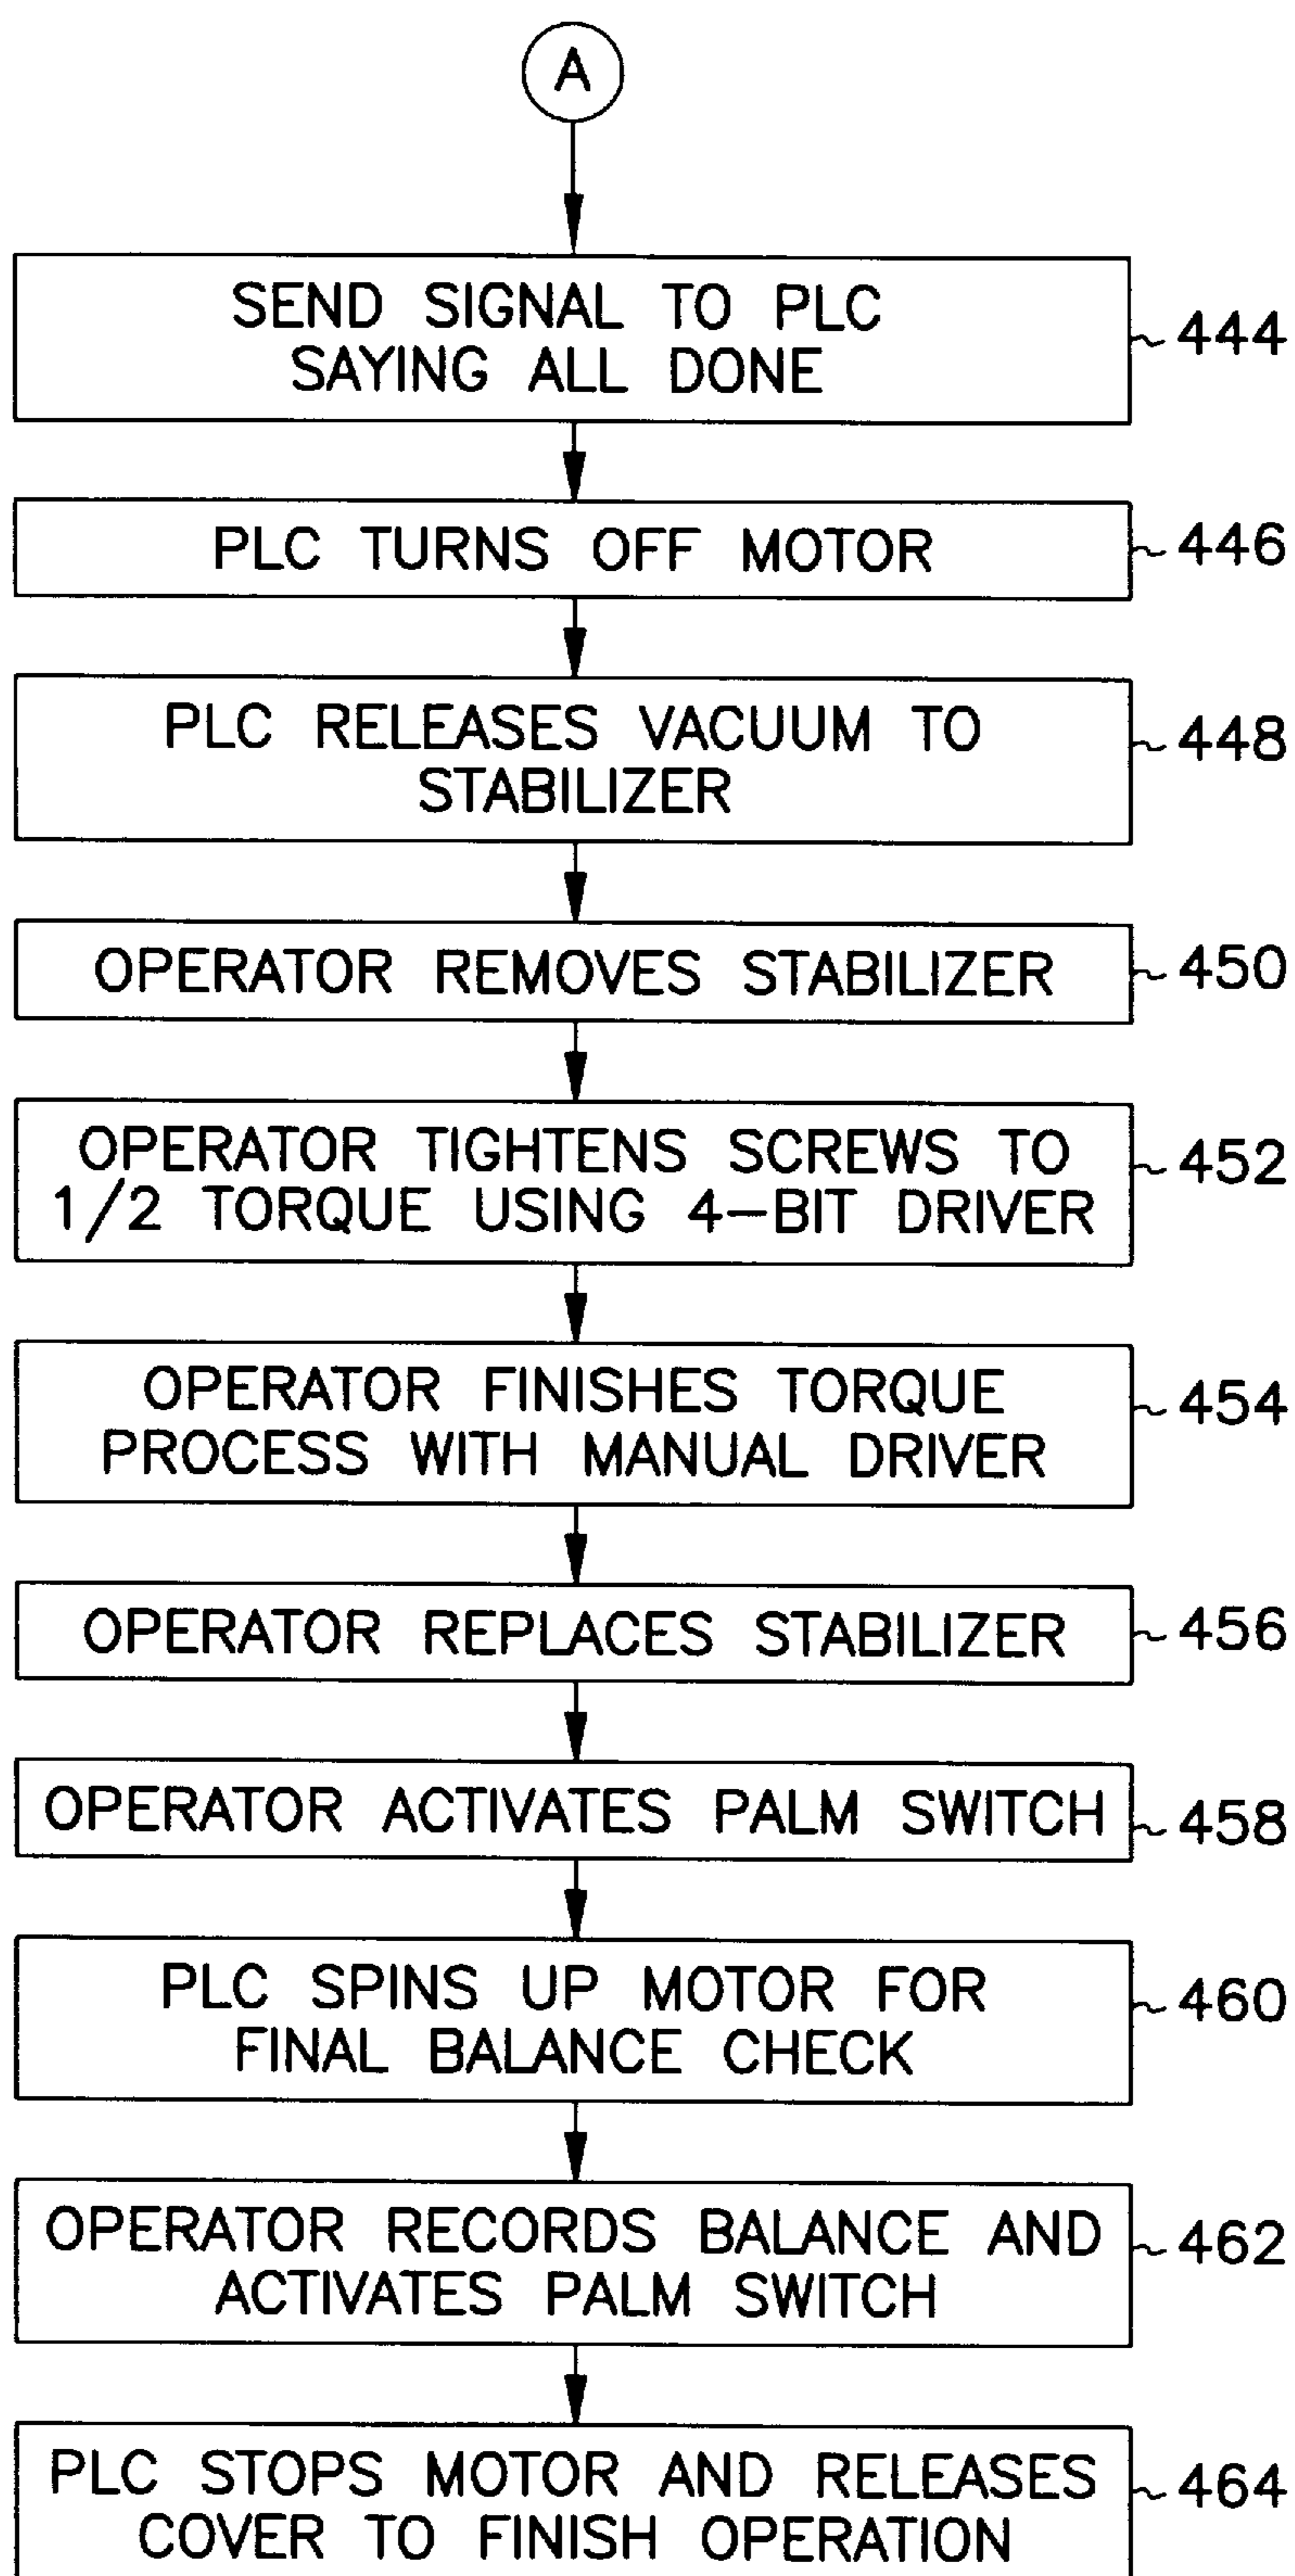 A
SEND SIGNAL TO PLC
SAYING ALL DONE
444
PLC TURNS OFF MOTOR
446
PLC RELEASES VACUUM TO
STABILIZER
448
OPERATOR REMOVES STABILIZER
450
OPERATOR TIGHTENS SCREWS TO
1/2 TORQUE USING 4-BIT DRIVER
452
OPERATOR FINISHES TORQUE
PROCESS WITH MANUAL DRIVER
454
OPERATOR REPLACES STABILIZER
456
OPERATOR ACTIVATES PALM SWITCH
458
PLC SPINS UP MOTOR FOR
FINAL BALANCE CHECK
460
OPERATOR RECORDS BALANCE AND
ACTIVATES PALM SWITCH
462
PLC STOPS MOTOR AND RELEASES
COVER TO FINISH OPERATION
464